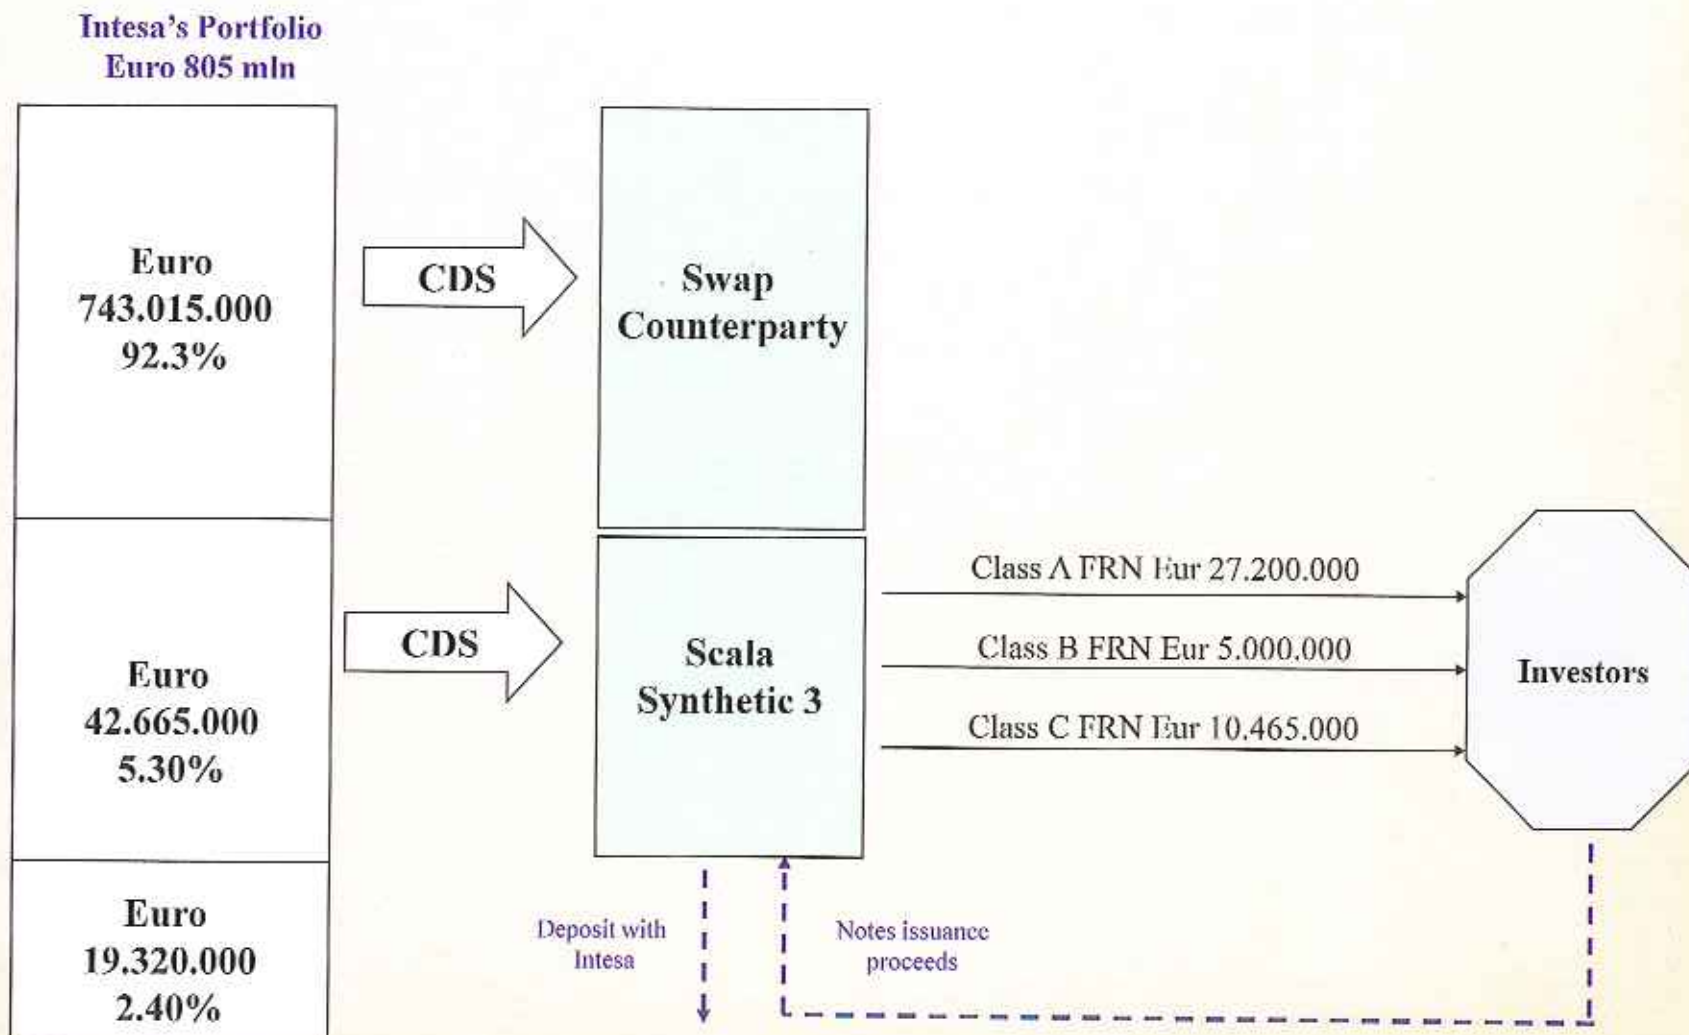 Intesa's Portfolio
Euro 805 mln
Euro
743.015.000
92.3%
CDS
Swap
Counterparty
Euro
42.665.000
5.30%
CDS
Scala
Synthetic 3
Class A FRN Eur 27.200.000
Class B FRN Eur 5.000.000
Class C FRN Eur 10.465.000
Investors
Euro
19.320.000
2.40%
Deposit with
Intesa
Notes issuance
proceeds